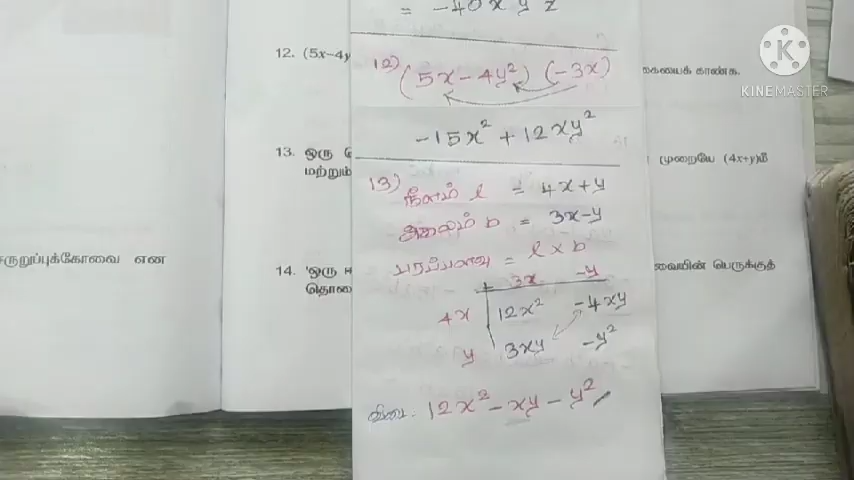 = -40x y z
12. (5x-4y
கையைக் காண்க.
KINEMASTER
12) (5x - 4y²) (-3x)
-15x² + 12xy²
13. ஒரு
மற்றும்
முறையே (4x+y)மீ
13) நீளம் l = 4x+y
அகலம் b = 3x-y
பரப்பளவு = l × b
சுருறுப்புக்கோவை என
14. 'ஒரு ஈ
தொகை
வையின் பெருக்குத்
3x -y
4x 12x² -4xy
y 3xy -y²
விடை: 12x² - xy - y²